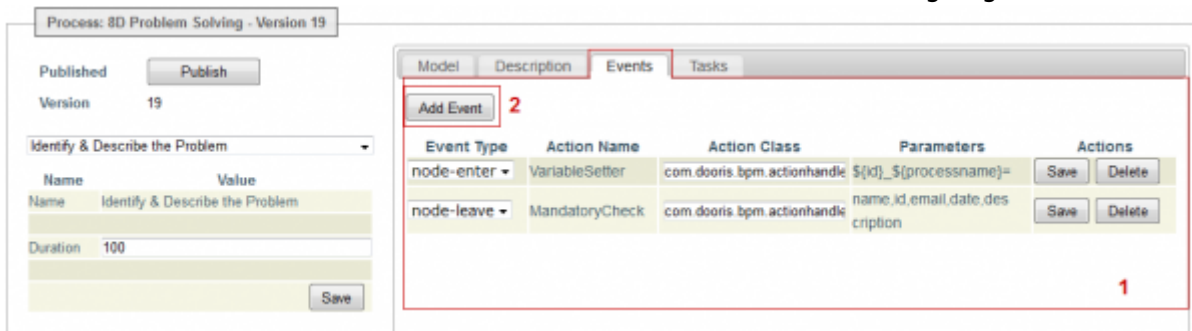 Process: 8D Problem Solving - Version 19
Published Publish
Version 19
Identify & Describe the Problem
Name Value
Name Identify & Describe the Problem
Duration 100
Save
Model Description Events Tasks
Add Event 2
Event Type Action Name Action Class Parameters Actions
node-enter VariableSetter com.dooris.bpm.actionhandle ${id}_${processname}= Save Delete
node-leave MandatoryCheck com.dooris.bpm.actionhandle name,id,email,date,des
cription Save Delete
1